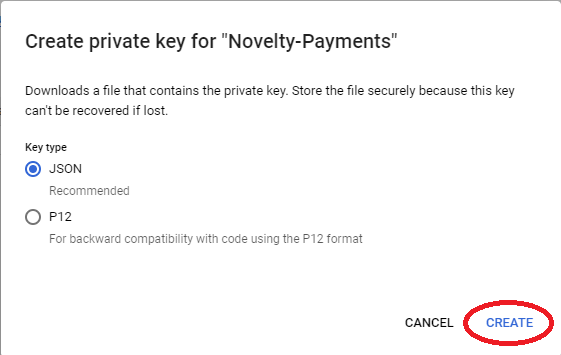 Create private key for "Novelty-Payments"
Downloads a file that contains the private key. Store the file securely because this key
can't be recovered if lost.
Key type
JSON
Recommended
P12
For backward compatibility with code using the P12 format
CANCEL CREATE